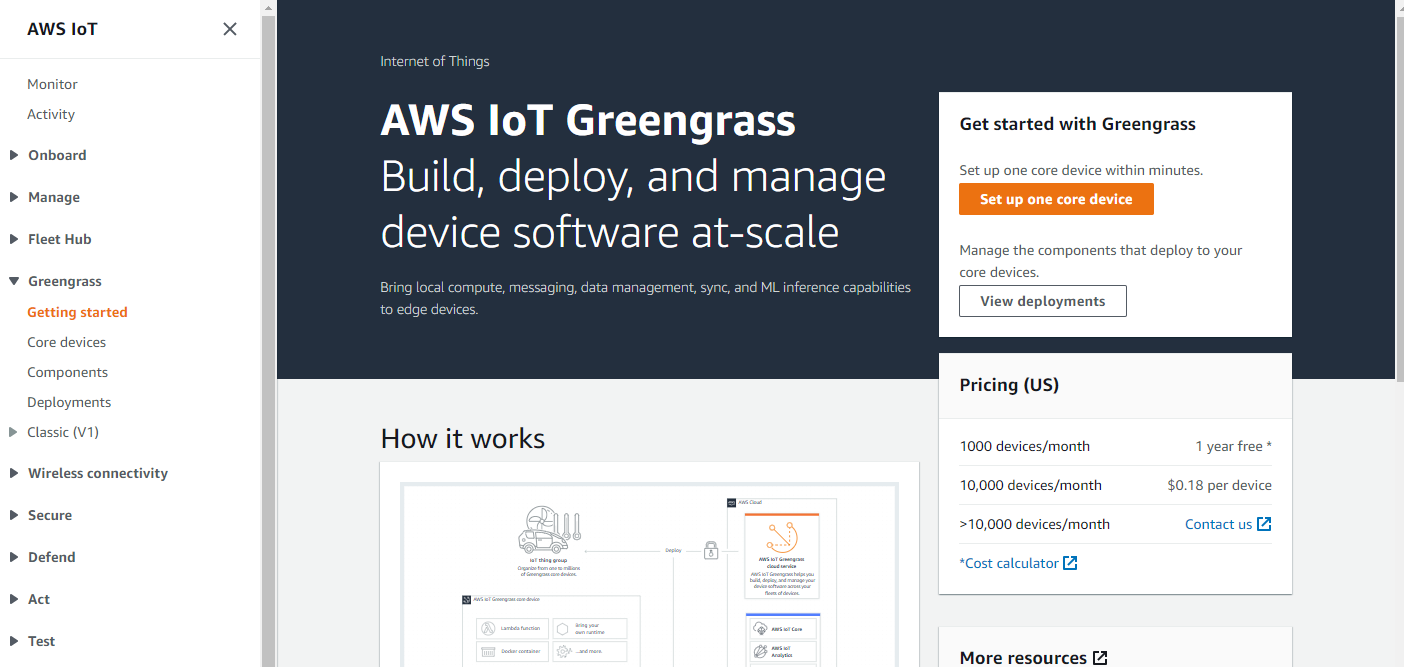 AWS IoT
Monitor
Activity
Onboard
Manage
Fleet Hub
Greengrass
Getting started
Core devices
Components
Deployments
Classic (V1)
Wireless connectivity
Secure
Defend
Act
Test
Internet of Things
AWS IoT Greengrass
Build, deploy, and manage
device software at-scale
Bring local compute, messaging, data management, sync, and ML inference capabilities
to edge devices.
Get started with Greengrass
Set up one core device within minutes.
Set up one core device
Manage the components that deploy to your
core devices.
View deployments
Pricing (US)
1000 devices/month 1 year free *
10,000 devices/month $0.18 per device
>10,000 devices/month Contact us
*Cost calculator
More resources
How it works
IoT thing group
Organize from one to millions
of Greengrass core devices.
Deploy
AWS Cloud
AWS IoT Greengrass
cloud service
AWS IoT Greengrass helps you
build, deploy, and manage your
device software across your
fleets of devices.
AWS IoT Greengrass core device
Lambda function
Bring your
own runtime
Docker container
...and more
AWS IoT Core
AWS IoT
Analytics